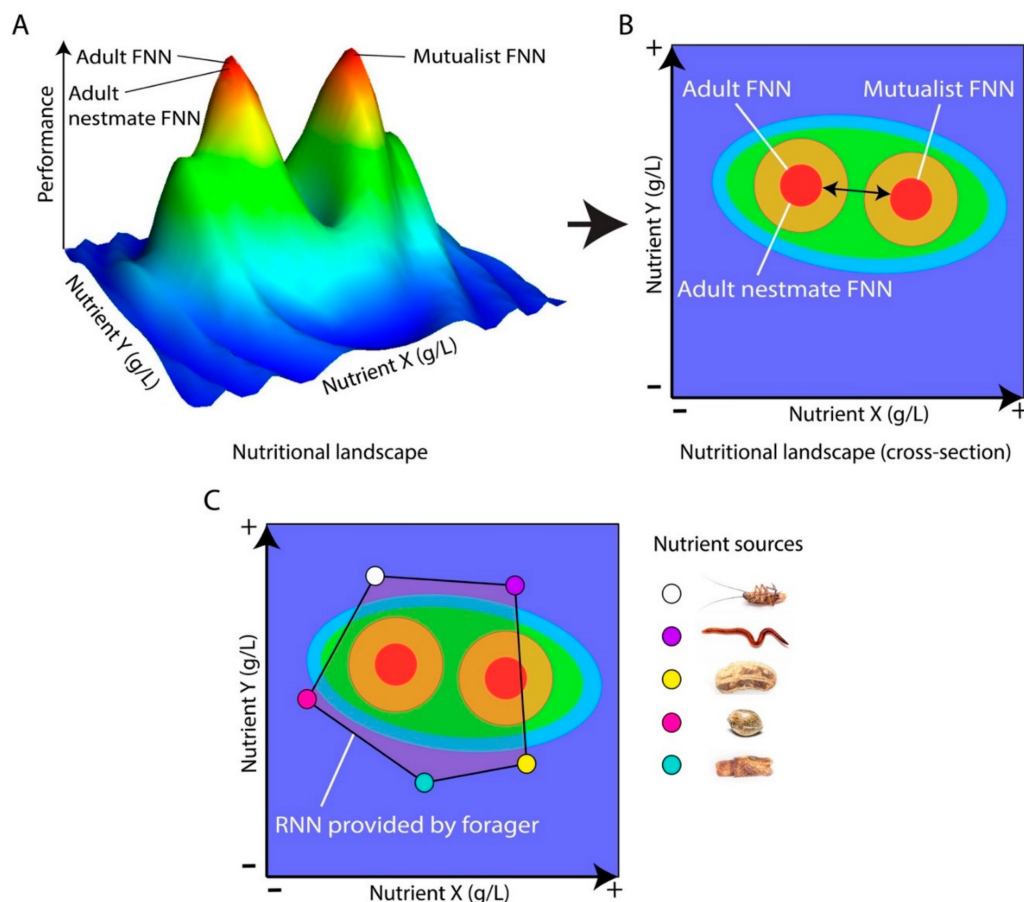 A
Adult FNN
Adult
nestmate FNN
Mutualist FNN
Performance
Nutrient Y (g/L)
Nutrient X (g/L)
Nutritional landscape
B
+
Adult FNN
Mutualist FNN
Adult nestmate FNN
Nutrient Y (g/L)
–
–
Nutrient X (g/L)
+
Nutritional landscape (cross-section)
C
+
Nutrient Y (g/L)
RNN provided by forager
–
–
Nutrient X (g/L)
+
Nutrient sources